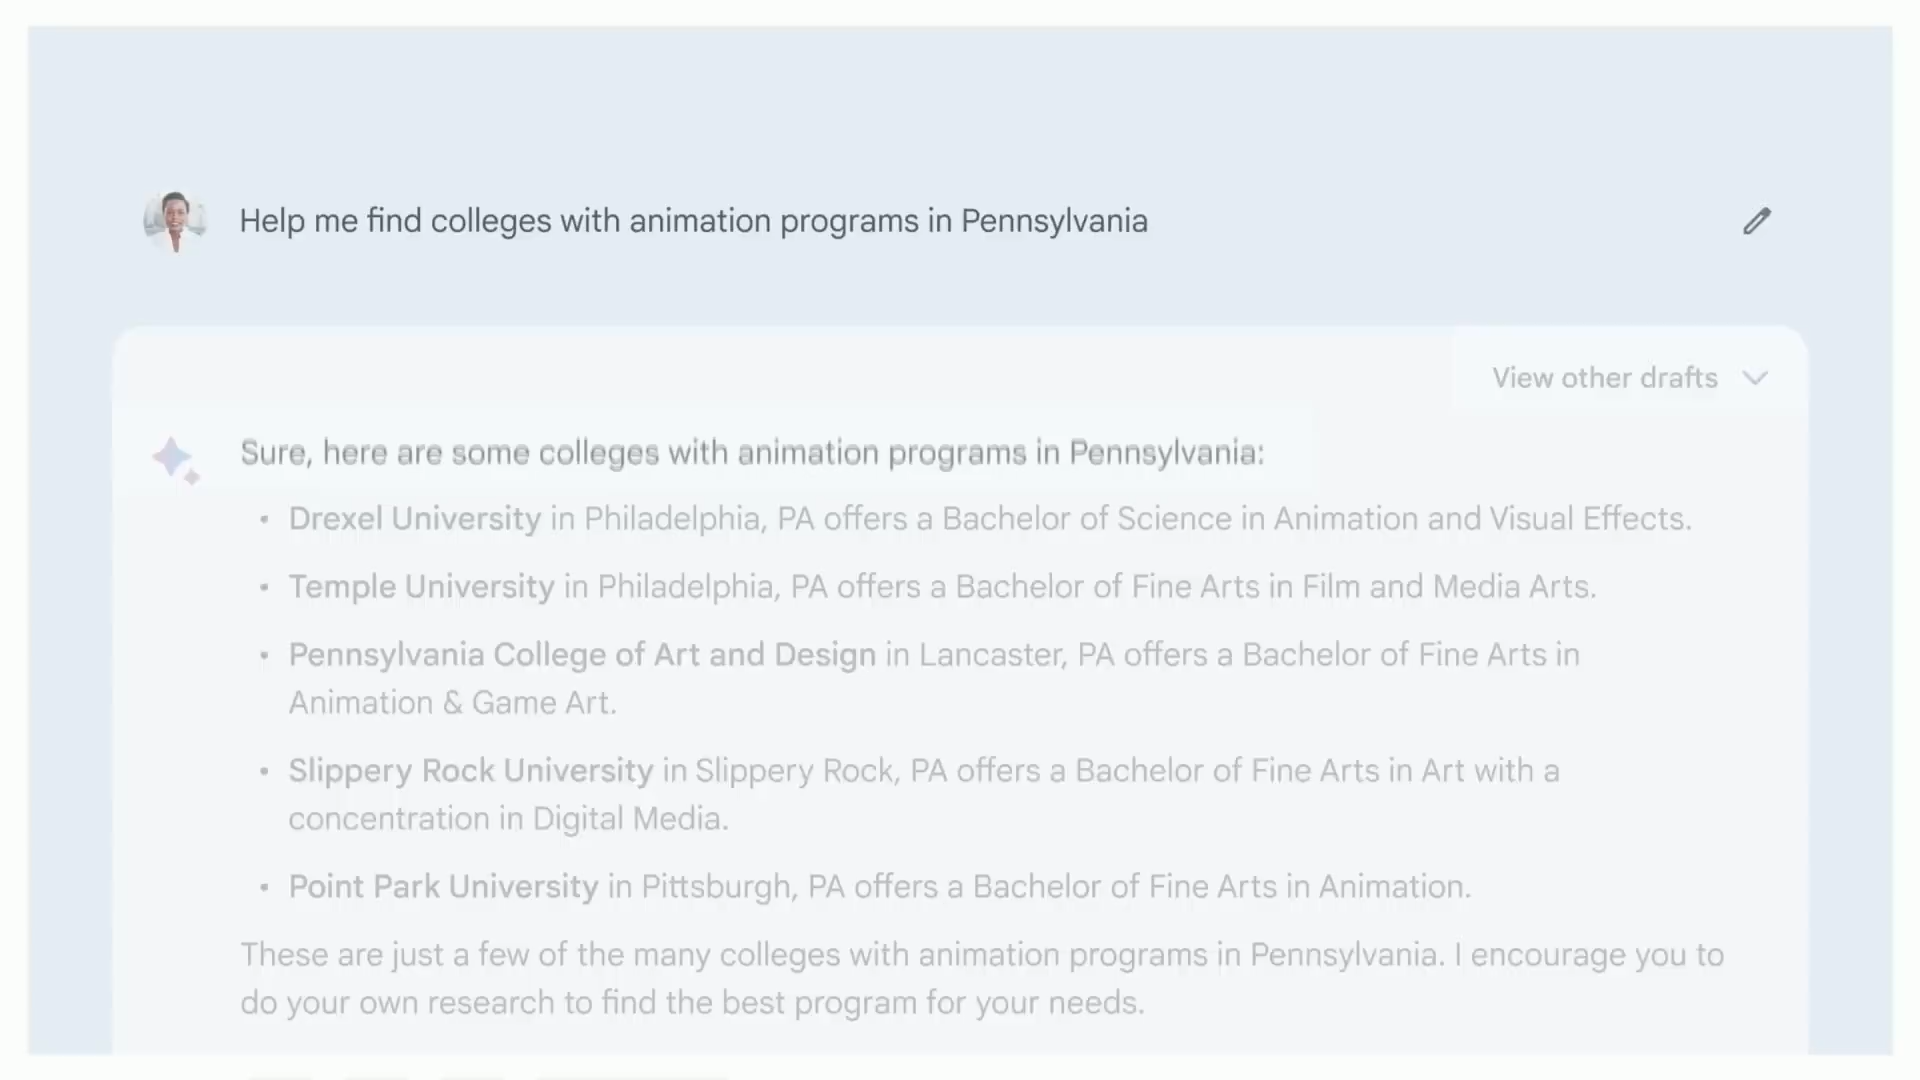 Help me find colleges with animation programs in Pennsylvania
View other drafts
Sure, here are some colleges with animation programs in Pennsylvania:
• Drexel University in Philadelphia, PA offers a Bachelor of Science in Animation and Visual Effects.
• Temple University in Philadelphia, PA offers a Bachelor of Fine Arts in Film and Media Arts.
• Pennsylvania College of Art and Design in Lancaster, PA offers a Bachelor of Fine Arts in
Animation & Game Art.
• Slippery Rock University in Slippery Rock, PA offers a Bachelor of Fine Arts in Art with a
concentration in Digital Media.
• Point Park University in Pittsburgh, PA offers a Bachelor of Fine Arts in Animation.
These are just a few of the many colleges with animation programs in Pennsylvania. I encourage you to
do your own research to find the best program for your needs.